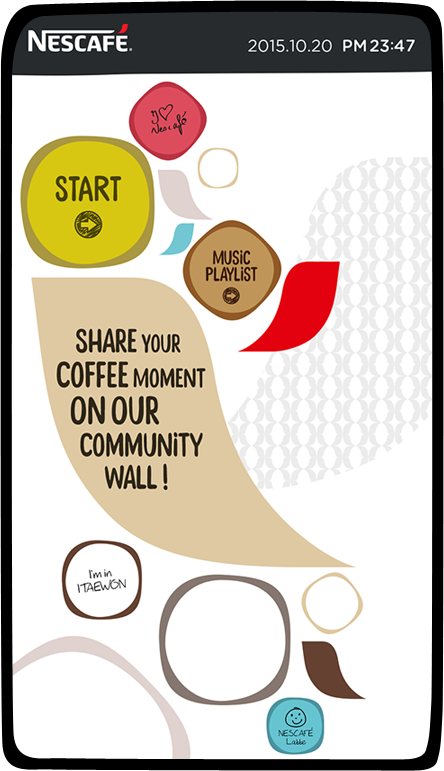 NESCAFÉ
2015.10.20 PM 23:47
I ♡
Nescafé
START
MUSiC
PLAYLiST
SHARE YOUR
COFFEE MOMENT
ON OUR
COMMUNiTY
WALL !
I'm in
ITAEWON
NESCAFÉ
Labbe